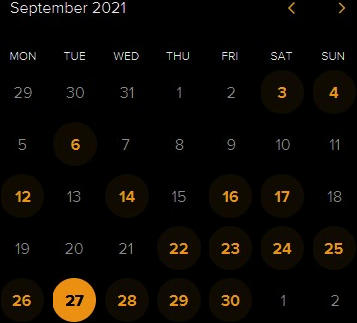 September 2021
MON TUE WED THU FRI SAT SUN
29 30 31 1 2 3 4
5 6 7 8 9 10 11
12 13 14 15 16 17 18
19 20 21 22 23 24 25
26 27 28 29 30 1 2